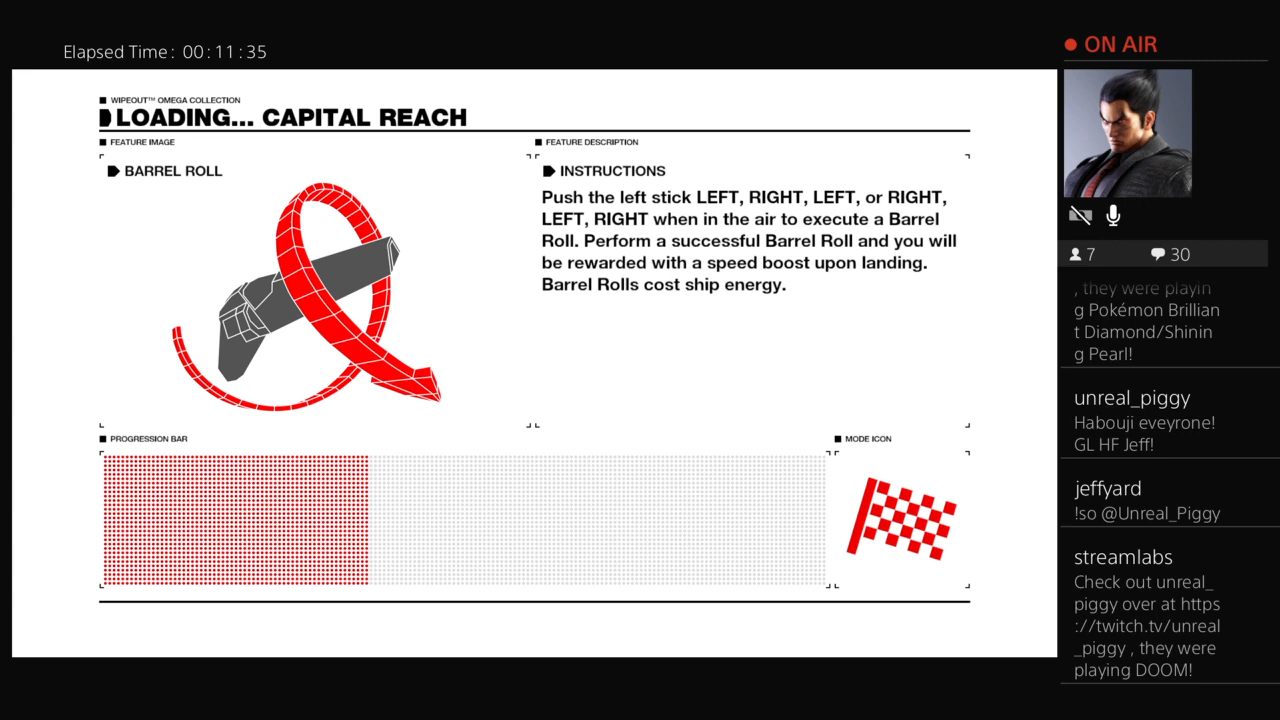 Elapsed Time: 00:11:35
ON AIR
WIPEOUT™ OMEGA COLLECTION
LOADING... CAPITAL REACH
FEATURE IMAGE
BARREL ROLL
FEATURE DESCRIPTION
INSTRUCTIONS
Push the left stick LEFT, RIGHT, LEFT, or RIGHT,
LEFT, RIGHT when in the air to execute a Barrel
Roll. Perform a successful Barrel Roll and you will
be rewarded with a speed boost upon landing.
Barrel Rolls cost ship energy.
PROGRESSION BAR
MODE ICON
7
30
, they were playin
g Pokémon Brillian
t Diamond/Shinin
g Pearl!
unreal_piggy
Habouji eveyrone!
GL HF Jeff!
jeffyard
!so @Unreal_Piggy
streamlabs
Check out unreal_
piggy over at https
://twitch.tv/unreal
_piggy , they were
playing DOOM!